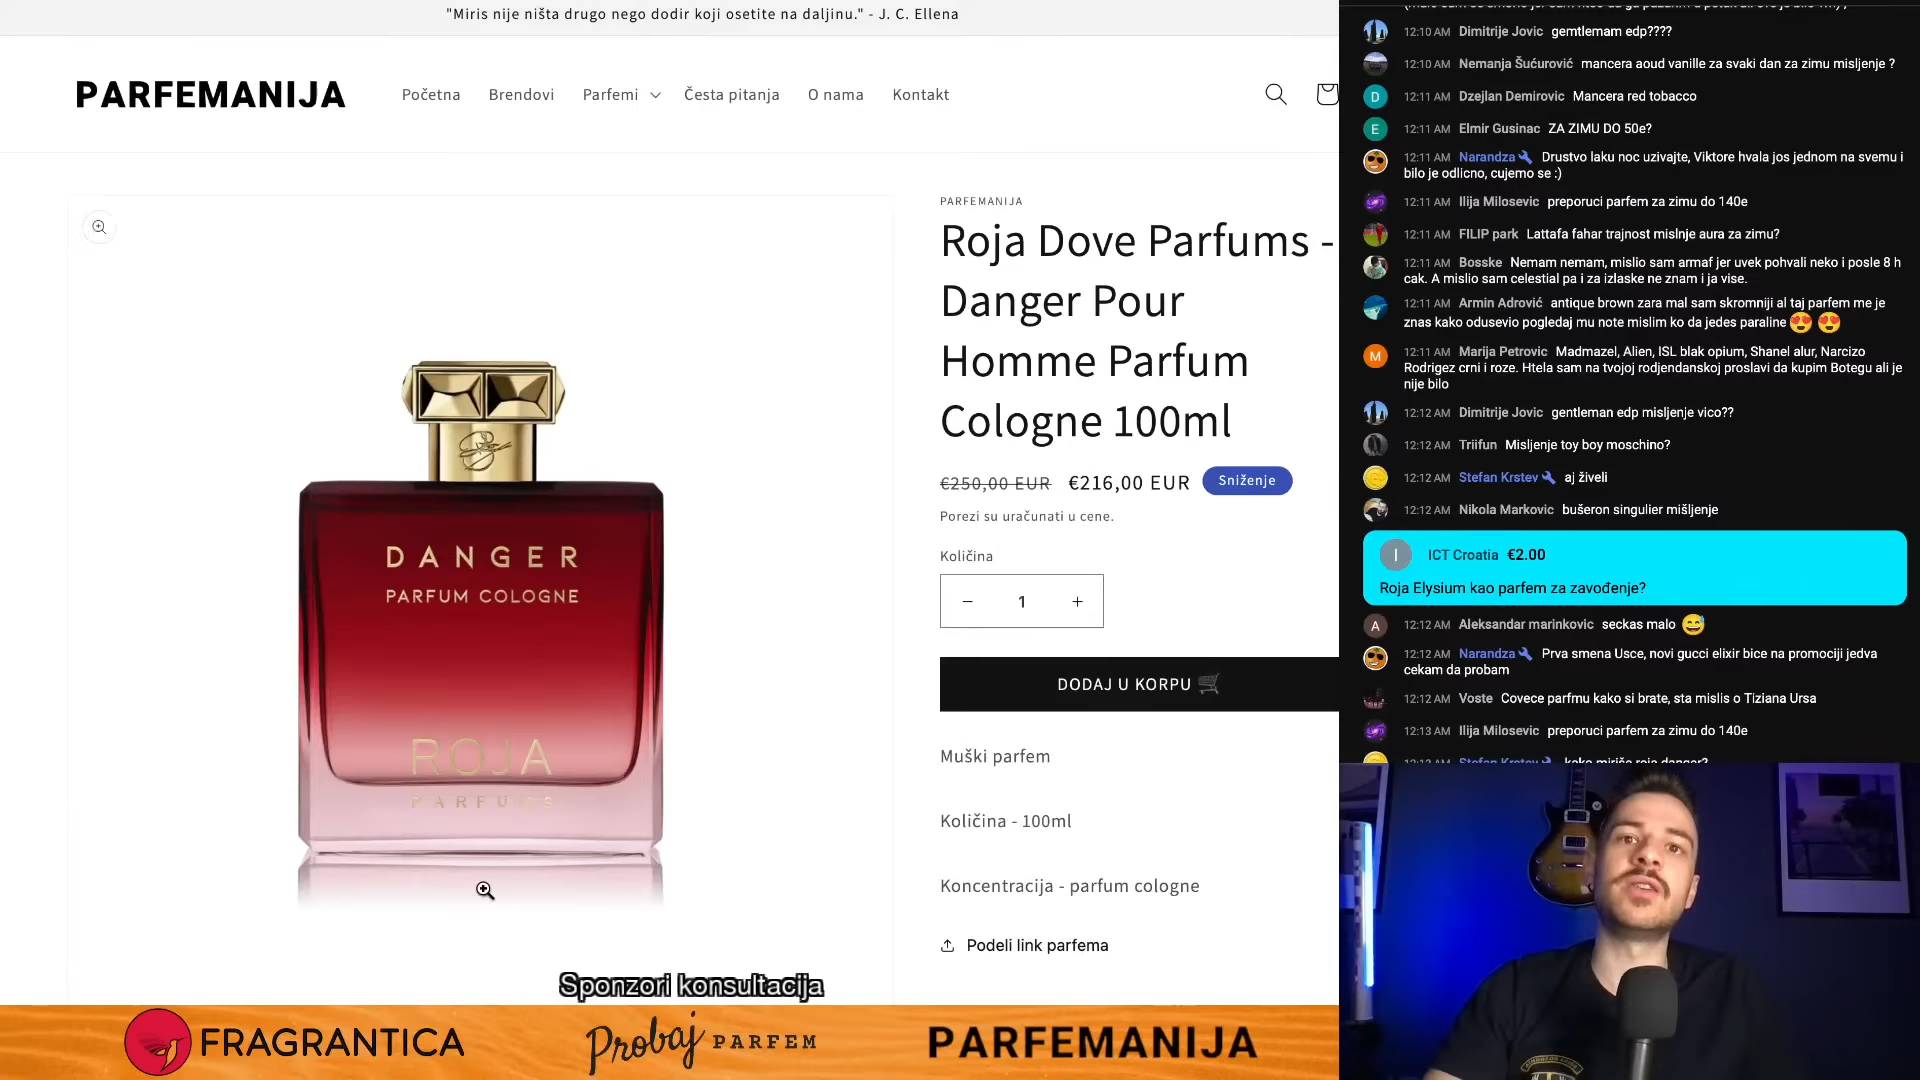 "Miris nije ništa drugo nego dodir koji osetite na daljinu." - J. C. Ellena
PARFEMANIJA
Početna
Brendovi
Parfemi
Česta pitanja
O nama
Kontakt
PARFEMANIJA
Roja Dove Parfums -
Danger Pour
Homme Parfum
Cologne 100ml
€250,00 EUR €216,00 EUR Sniženje
Porezi su uračunati u cene.
Količina
− 1 +
DODAJ U KORPU
Muški parfem
Količina - 100ml
Koncentracija - parfum cologne
Podeli link parfema
DANGER
PARFUM COLOGNE
ROJA
PARFUMS
Sponzori konsultacija
FRAGRANTICA
Probaj PARFEM
PARFEMANIJA
12:10 AM Dimitrije Jovic gemtlemam edp????
12:10 AM Nemanja Šućurović mancera aoud vanille za svaki dan za zimu misljenje ?
D 12:11 AM Dzejlan Demirovic Mancera red tobacco
E 12:11 AM Elmir Gusinac ZA ZIMU DO 50e?
12:11 AM Narandza Drustvo laku noc uzivajte, Viktore hvala jos jednom na svemu i
bilo je odlicno, cujemo se :)
12:11 AM Ilija Milosevic preporuci parfem za zimu do 140e
12:11 AM FILIP park Lattafa fahar trajnost mislnje aura za zimu?
12:11 AM Bosske Nemam nemam, mislio sam armaf jer uvek pohvali neko i posle 8 h
cak. A mislio sam celestial pa i za izlaske ne znam i ja vise.
12:11 AM Armin Adrović antique brown zara mal sam skromniji al taj parfem me je
znas kako odusevio pogledaj mu note mislim ko da jedes paraline
M 12:11 AM Marija Petrovic Madmazel, Alien, ISL blak opium, Shanel alur, Narcizo
Rodrigez crni i roze. Htela sam na tvojoj rodjendanskoj proslavi da kupim Botegu ali je
nije bilo
12:12 AM Dimitrije Jovic gentleman edp misljenje vico??
12:12 AM Triifun Misljenje toy boy moschino?
12:12 AM Stefan Krstev aj živeli
12:12 AM Nikola Markovic bušeron singulier mišljenje
I ICT Croatia €2.00
Roja Elysium kao parfem za zavođenje?
A 12:12 AM Aleksandar marinkovic seckas malo
12:12 AM Narandza Prva smena Usce, novi gucci elixir bice na promociji jedva
cekam da probam
12:12 AM Voste Covece parfmu kako si brate, sta mislis o Tiziana Ursa
12:13 AM Ilija Milosevic preporuci parfem za zimu do 140e
12:13 AM Stefan Krstev kako miriše roja danger?